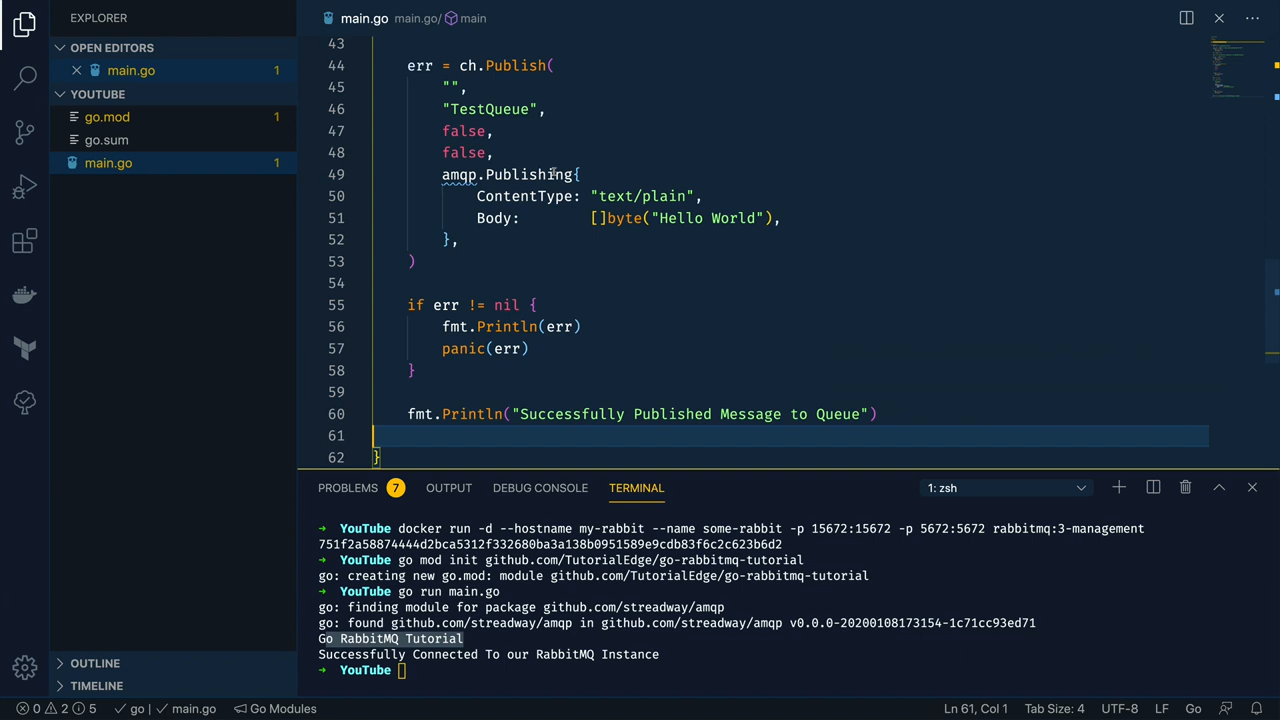 EXPLORER
OPEN EDITORS
main.go 1
YOUTUBE
go.mod 1
go.sum
main.go 1
OUTLINE
TIMELINE
main.go main.go/ main
43
44 err = ch.Publish(
45 "",
46 "TestQueue",
47 false,
48 false,
49 amqp.Publishing{
50 ContentType: "text/plain",
51 Body: []byte("Hello World"),
52 },
53 )
54
55 if err != nil {
56 fmt.Println(err)
57 panic(err)
58 }
59
60 fmt.Println("Successfully Published Message to Queue")
61
62 }
PROBLEMS 7 OUTPUT DEBUG CONSOLE TERMINAL 1: zsh
→ YouTube docker run -d --hostname my-rabbit --name some-rabbit -p 15672:15672 -p 5672:5672 rabbitmq:3-management
751f2a58874444d2bca5312f332680ba3a138b0951589e9cdb83f6c2c623b6d2
→ YouTube go mod init github.com/TutorialEdge/go-rabbitmq-tutorial
go: creating new go.mod: module github.com/TutorialEdge/go-rabbitmq-tutorial
→ YouTube go run main.go
go: finding module for package github.com/streadway/amqp
go: found github.com/streadway/amqp in github.com/streadway/amqp v0.0.0-20200108173154-1c71cc93ed71
Go RabbitMQ Tutorial
Successfully Connected To our RabbitMQ Instance
→ YouTube
0 2 5 go main.go Go Modules Ln 61, Col 1 Tab Size: 4 UTF-8 LF Go